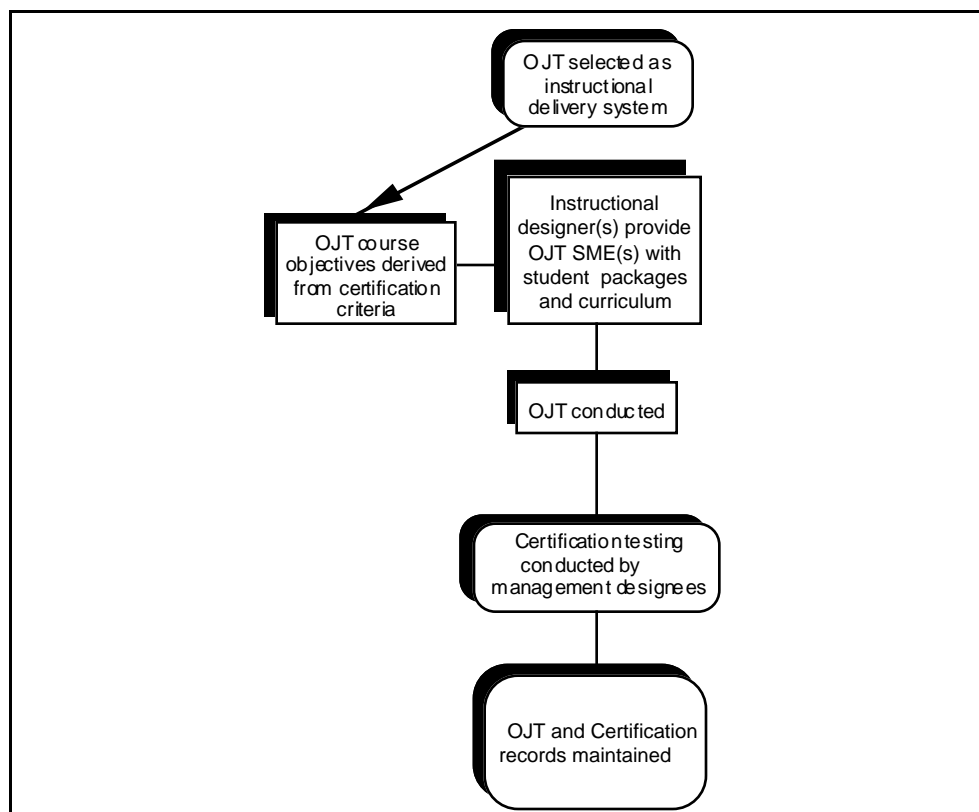 OJT selected as
instructional
delivery system
OJT course
objectives derived
from certification
criteria
Instructional
designer(s) provide
OJT SME(s) with
student packages
and curriculum
OJT conducted
Certification testing
conducted by
management designees
OJT and Certification
records maintained